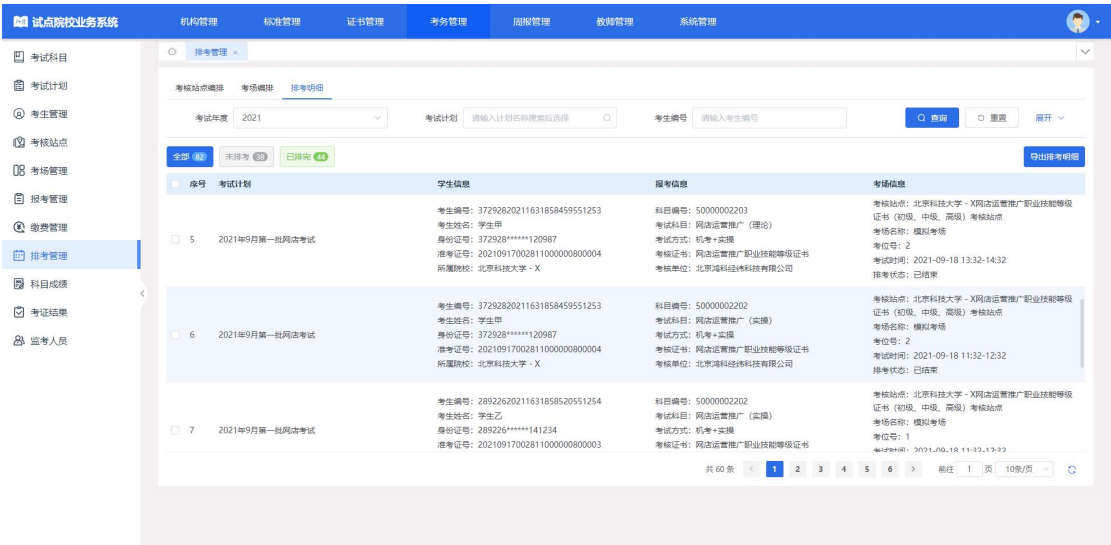 试点院校业务系统
机构管理 标准管理 证书管理 考务管理 周报管理 教师管理 系统管理
考试科目
考试计划
考生管理
考核站点
考场管理
报考管理
缴费管理
排考管理
科目成绩
考证结果
监考人员
排考管理 ×
考核站点编排 考场编排 排考明细
考试年度 2021 考试计划 请输入计划名称搜索后选择 考生编号 请输入考生编号 查询 重置 展开
全部 82 未排考 38 已排完 44 导出排考明细
序号 考试计划 学生信息 报考信息 考场信息
5 2021年9月第一批网店考试
考生编号：37292820211631858459551253
考生姓名：学生甲
身份证号：372928******120987
准考证号：20210917002811000000800004
所属院校：北京科技大学 - X
科目编号：50000002203
考试科目：网店运营推广（理论）
考试方式：机考+实操
考核证书：网店运营推广职业技能等级证书
考核单位：北京鸿科经纬科技有限公司
考核站点：北京科技大学 - X网店运营推广职业技能等级
证书（初级、中级、高级）考核站点
考场名称：模拟考场
考位号：2
考试时间：2021-09-18 13:32-14:32
排考状态：已结束
6 2021年9月第一批网店考试
考生编号：37292820211631858459551253
考生姓名：学生甲
身份证号：372928******120987
准考证号：20210917002811000000800004
所属院校：北京科技大学 - X
科目编号：50000002202
考试科目：网店运营推广（实操）
考试方式：机考+实操
考核证书：网店运营推广职业技能等级证书
考核单位：北京鸿科经纬科技有限公司
考核站点：北京科技大学 - X网店运营推广职业技能等级
证书（初级、中级、高级）考核站点
考场名称：模拟考场
考位号：2
考试时间：2021-09-18 11:32-12:32
排考状态：已结束
7 2021年9月第一批网店考试
考生编号：28922620211631858520551254
考生姓名：学生乙
身份证号：289226******141234
准考证号：20210917002811000000800003
科目编号：50000002202
考试科目：网店运营推广（实操）
考试方式：机考+实操
考核证书：网店运营推广职业技能等级证书
考核站点：北京科技大学 - X网店运营推广职业技能等级
证书（初级、中级、高级）考核站点
考场名称：模拟考场
考位号：1
考试时间：2021-09-18 11:32-12:32
共 60 条 1 2 3 4 5 6 前往 1 页 10条/页